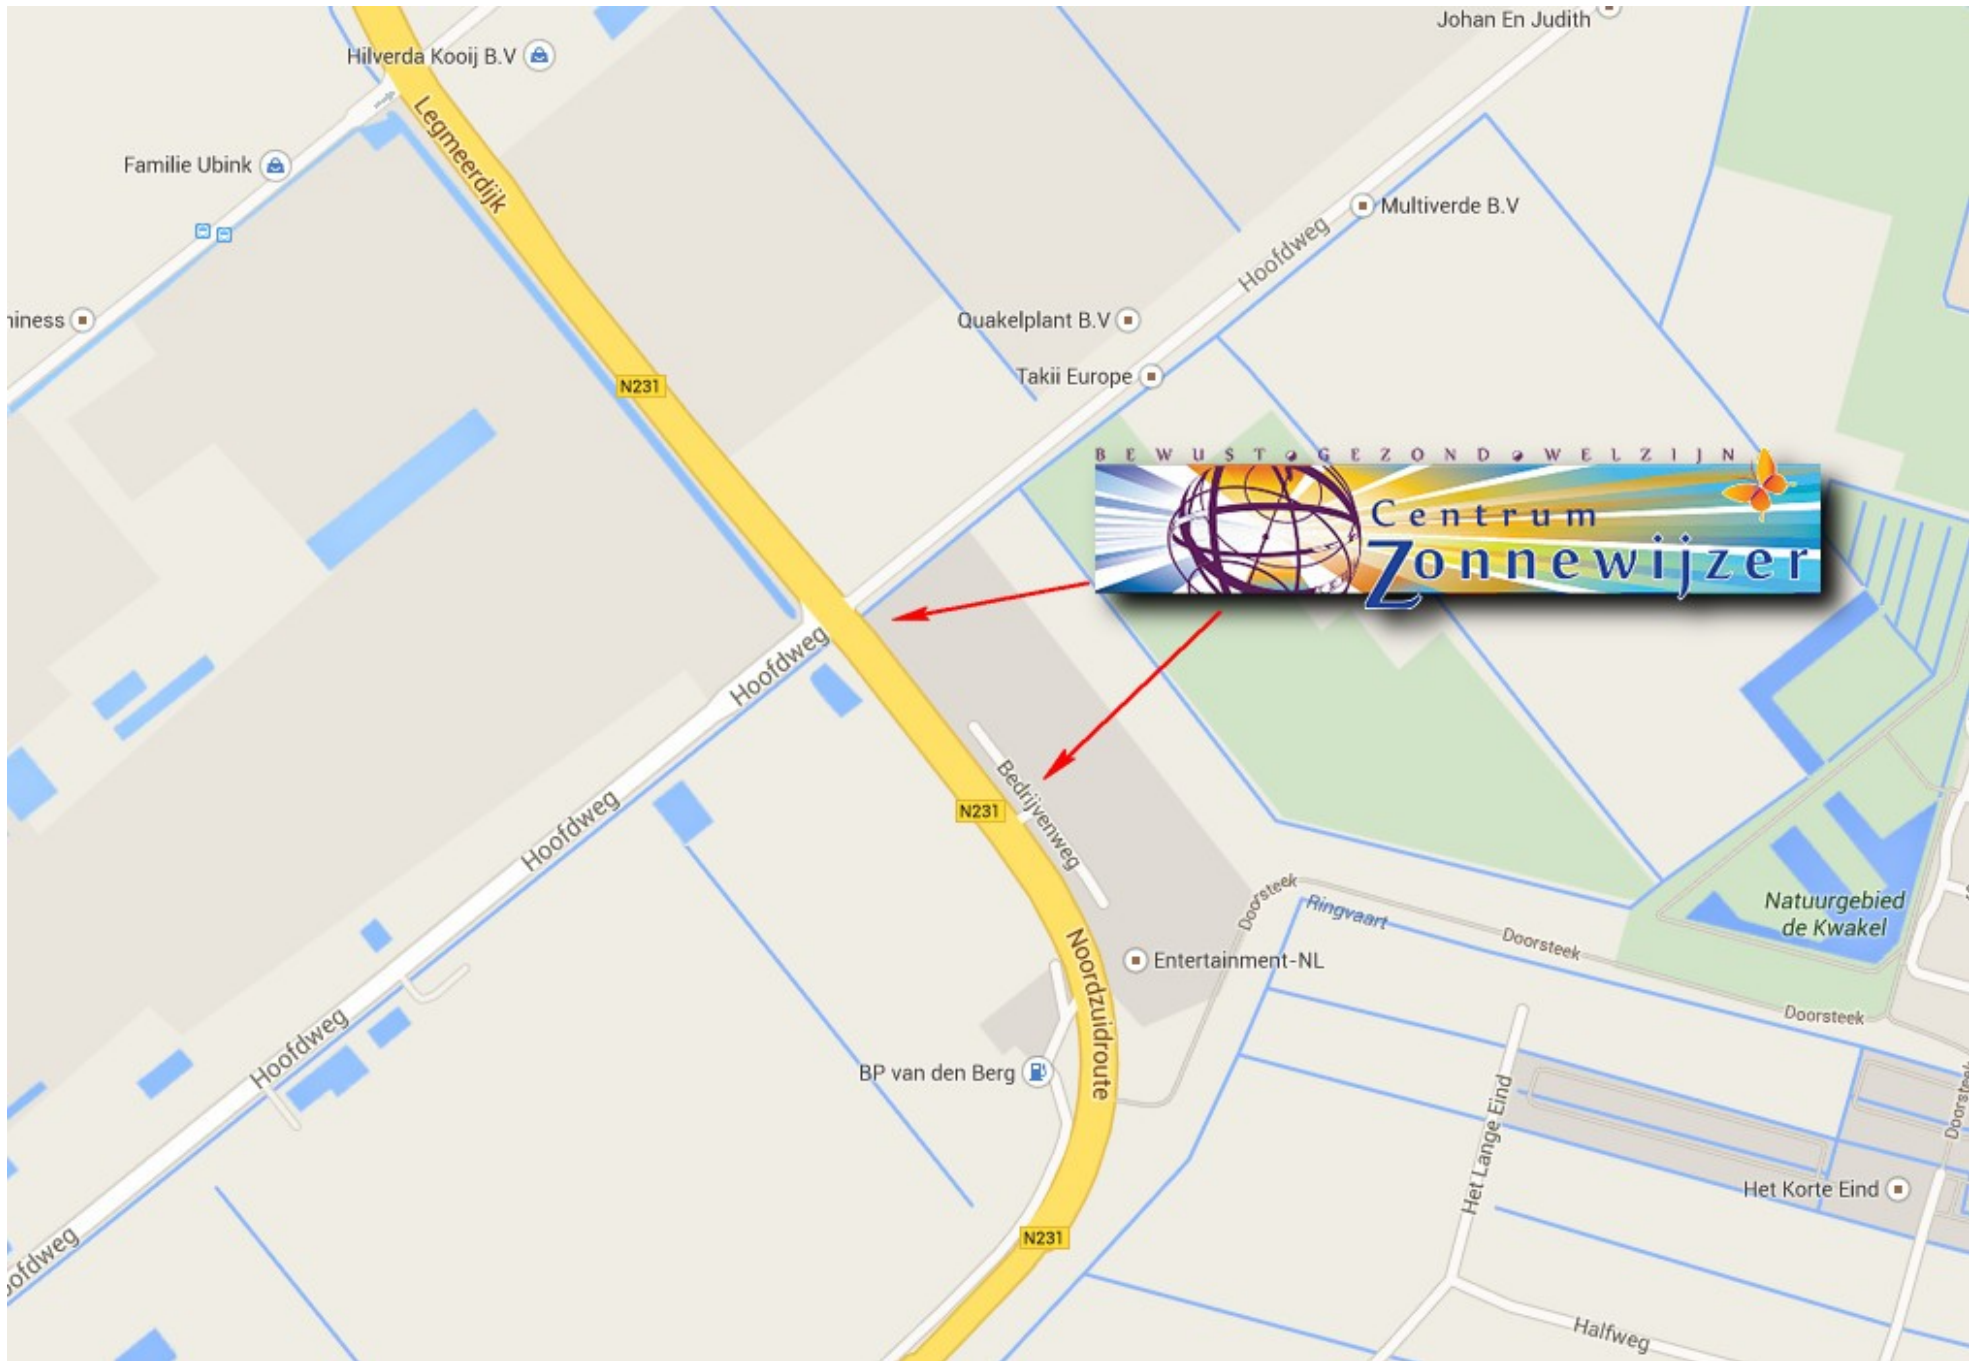 Johan En Judith
Hilverda Kooij B.V
Legmeerdijk
Familie Ubink
Multiverde B.V
Hoofdweg
niness
Quakelplant B.V
Takii Europe
N231
BEWUST GEZOND WELZIJN
Centrum
Zonnewijzer
Hoofdweg
Bedrijvenweg
N231
Hoofdweg
Doorsteek
Ringvaart
Natuurgebied
de Kwakel
Doorsteek
Noordzuidroute
Entertainment-NL
Hoofdweg
Doorsteek
BP van den Berg
Het Lange Eind
Doorsteek
Het Korte Eind
N231
oofdweg
Halfweg